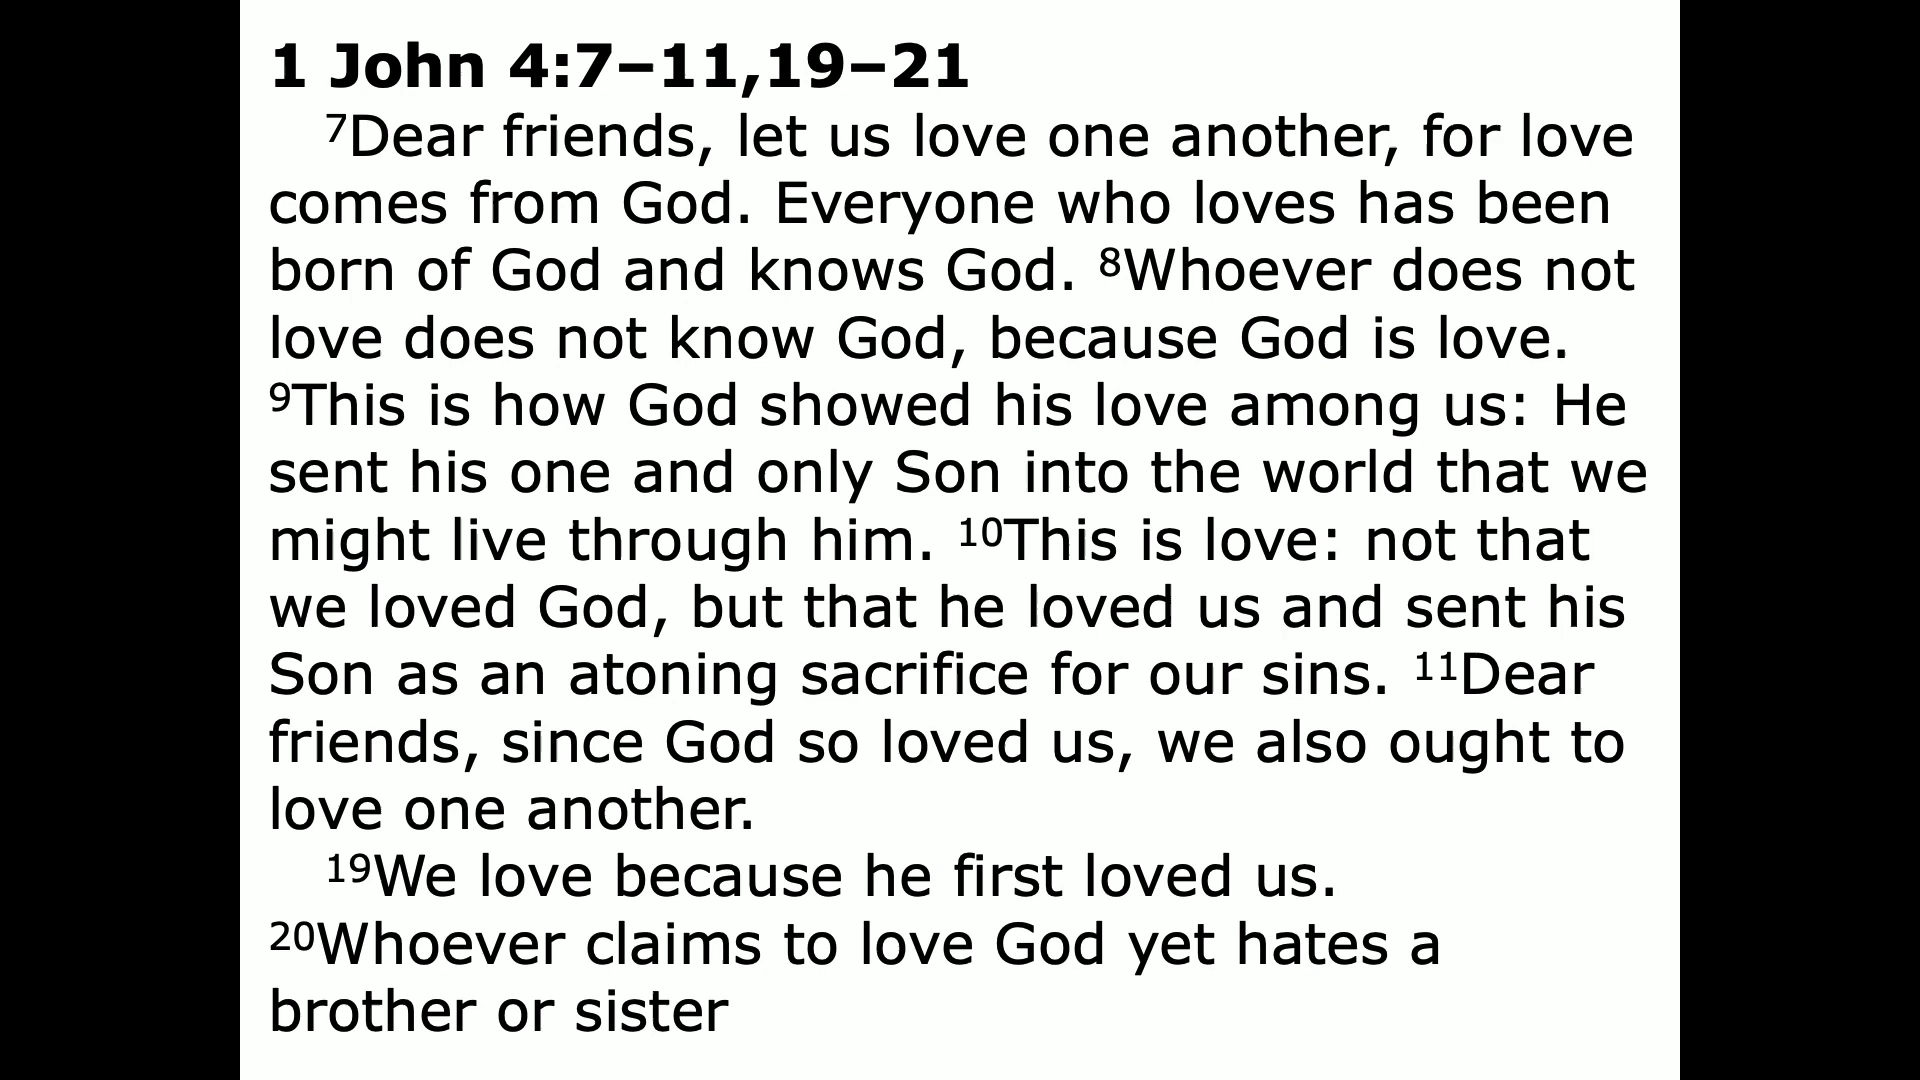 1 John 4:7–11,19–21
7Dear friends, let us love one another, for love
comes from God. Everyone who loves has been
born of God and knows God. 8Whoever does not
love does not know God, because God is love.
9This is how God showed his love among us: He
sent his one and only Son into the world that we
might live through him. 10This is love: not that
we loved God, but that he loved us and sent his
Son as an atoning sacrifice for our sins. 11Dear
friends, since God so loved us, we also ought to
love one another.
19We love because he first loved us.
20Whoever claims to love God yet hates a
brother or sister